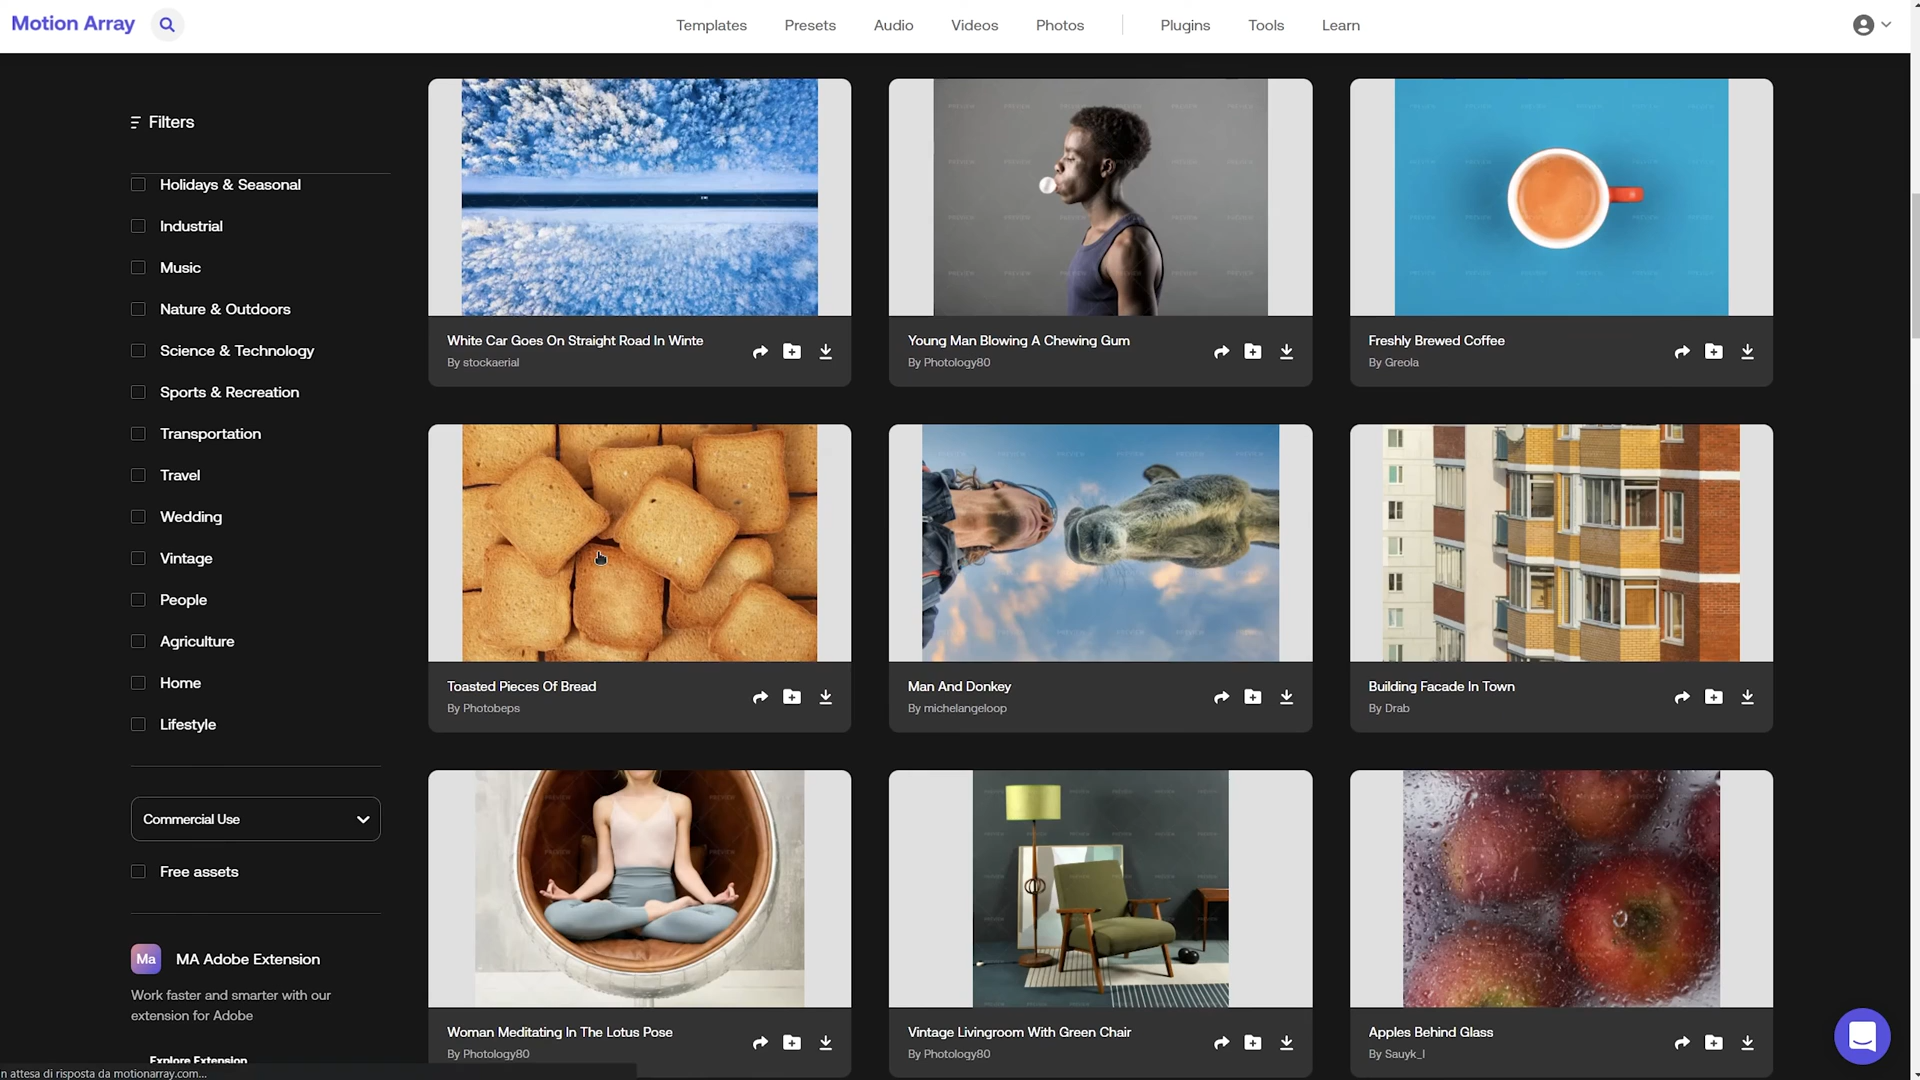 Motion Array
Templates
Presets
Audio
Videos
Photos
Plugins
Tools
Learn
Filters
Holidays & Seasonal
Industrial
Music
Nature & Outdoors
Science & Technology
Sports & Recreation
Transportation
Travel
Wedding
Vintage
People
Agriculture
Home
Lifestyle
Commercial Use
Free assets
Ma
MA Adobe Extension
Work faster and smarter with our
extension for Adobe
Explore Extension
n attesa di risposta da motionarray.com...
White Car Goes On Straight Road In Winte
By stockaerial
Young Man Blowing A Chewing Gum
By Photology80
Freshly Brewed Coffee
By Greola
Toasted Pieces Of Bread
By Photobeps
Man And Donkey
By michelangeloop
Building Facade In Town
By Drab
Woman Meditating In The Lotus Pose
By Photology80
Vintage Livingroom With Green Chair
By Photology80
Apples Behind Glass
By Sauyk_l